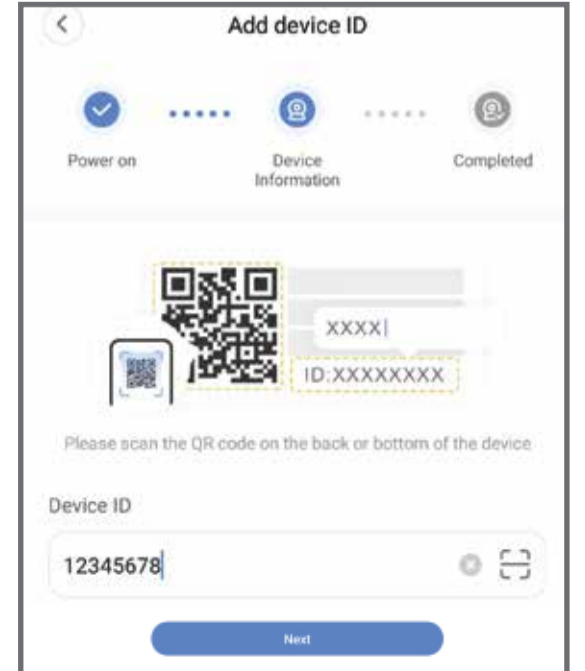 Add device ID
Power on
Device
Information
Completed
XXXX
ID:XXXXXXXX
Please scan the QR code on the back or bottom of the device
Device ID
12345678
Next